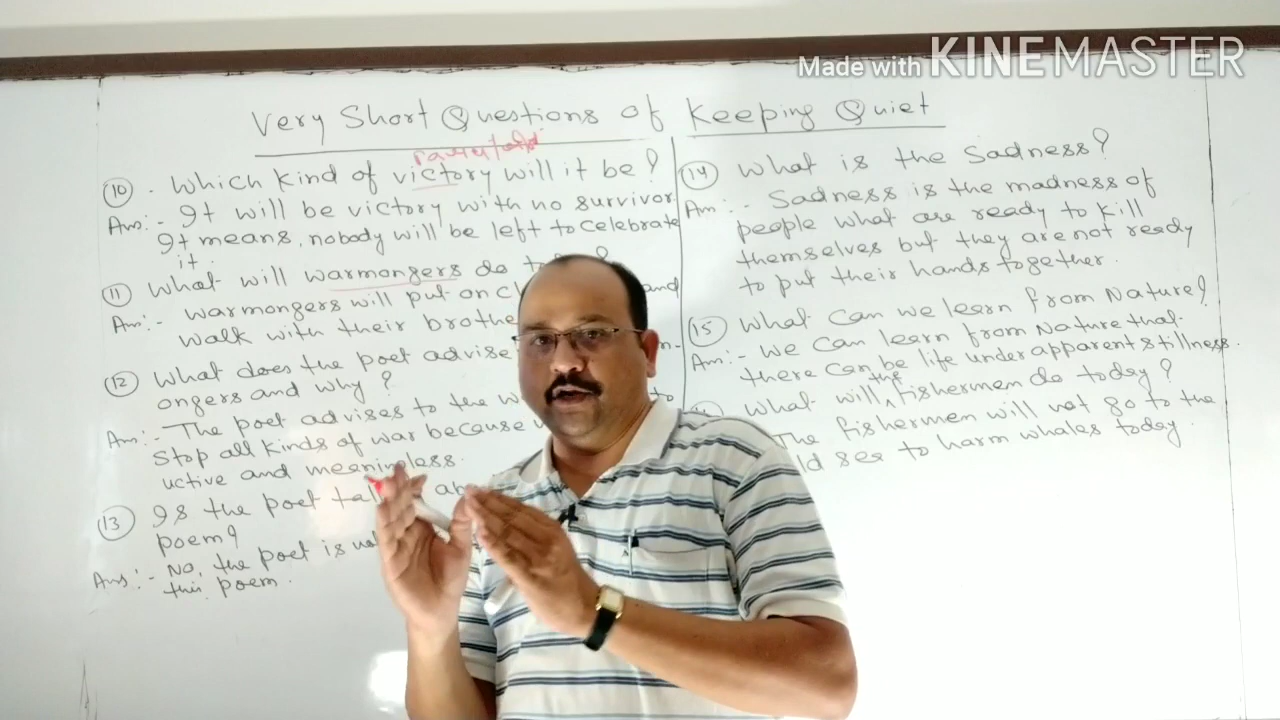 Made with KINEMASTER
Very Short Questions of Keeping Quiet
(10) . Which kind of victory will it be?
Ans:- It will be victory with no survivor.
It means, nobody will be left to celebrate
it.
(11) What will warmongers do
Ans:- Warmongers will put on and
walk with their
(12) What does the poet advise
ongers and why?
Ans:- The poet advises to the to
stop all kinds of war because
uctive and meaningless.
(13) Is the poet
poem?
Ans:- No, the poet is
this poem.
(14) What is the Sadness?
Ans:- Sadness is the madness of
people what are ready to kill
themselves but they are not ready
to put their hands together.
(15) What can we learn from Nature?
Ans:- We can learn from Nature that
there can be life under apparent stillness.
What will the fishermen do today?
The fishermen will not go to the
sea to harm whales today.